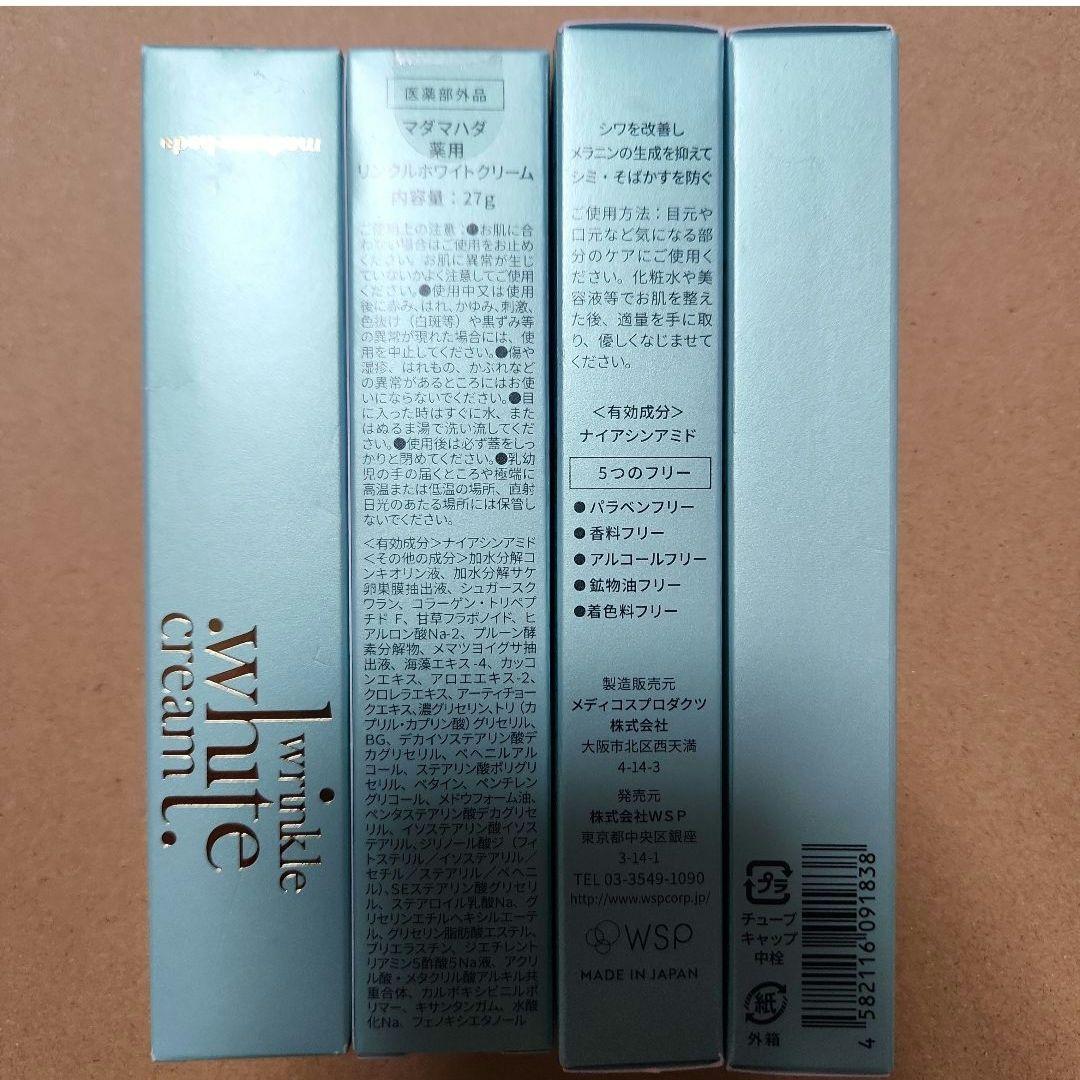 wrinkle
.white.
cream
医薬部外品
マダマハダ
薬用
リンクルホワイトクリーム
内容量：27g
ご使用上の注意：●お肌に合
わない場合はご使用をお止め
ください。お肌に異常が生じ
ていないかよく注意してご使用
ください。●使用中又は使用
後に赤み、はれ、かゆみ、刺激、
色抜け（白斑等）や黒ずみ等
の異常が現れた場合には、使
用を中止してください。●傷や
湿疹、はれもの、かぶれなど
の異常があるところにはお使
いにならないでください。●目
に入った時はすぐに水、また
はぬるま湯で洗い流してくだ
さい。●使用後は必ず蓋をしっ
かりと閉めてください。●乳幼
児の手の届くところや極端に
高温または低温の場所、直射
日光のあたる場所には保管し
ないでください。
＜有効成分＞ナイアシンアミド
＜その他の成分＞加水分解コ
ンキオリン液、加水分解サケ
卵巣膜抽出液、シュガースク
ワラン、コラーゲン・トリペプ
チド F、甘草フラボノイド、ヒ
アルロン酸Na-2、プルーン酵
素分解物、メマツヨイグサ抽
出液、海藻エキス-4、カッコ
ンエキス、アロエエキス-2、
クロレラエキス、アーティチョー
クエキス、濃グリセリン、トリ（カ
プリル・カプリン酸）グリセリル、
BG、デカイソステアリン酸デ
カグリセリル、ベヘニルアル
コール、ステアリン酸ポリグリ
セリル、ベタイン、ペンチレン
グリコール、メドウフォーム油、
ペンタステアリン酸デカグリセ
リル、イソステアリン酸イソス
テアリル、ジリノール酸ジ（フィ
トステリル／イソステアリル／
セチル／ステアリル／ベヘニ
ル）、SEステアリン酸グリセリ
ル、ステアロイル乳酸Na、グ
リセリンエチルヘキシルエーテ
ル、グリセリン脂肪酸エステル、
プリエラスチン、ジエチレント
リアミン5酢酸5Na液、アクリ
ル酸・メタクリル酸アルキル共
重合体、カルボキシビニルポ
リマー、キサンタンガム、水酸
化Na、フェノキシエタノール
シワを改善し
メラニンの生成を抑えて
シミ・そばかすを防ぐ
ご使用方法：目元や
口元など気になる部
分のケアにご使用く
ださい。化粧水や美
容液等でお肌を整え
た後、適量を手に取
り、優しくなじませて
ください。
＜有効成分＞
ナイアシンアミド
5つのフリー
●パラベンフリー
●香料フリー
●アルコールフリー
●鉱物油フリー
●着色料フリー
製造販売元
メディコスプロダクツ
株式会社
大阪市北区西天満
4-14-3
発売元
株式会社WSP
東京都中央区銀座
3-14-1
TEL 03-3549-1090
http://www.wspcorp.jp/
WSP
MADE IN JAPAN
プラ
チューブ
キャップ
中栓
紙
外箱
4 582116 091838